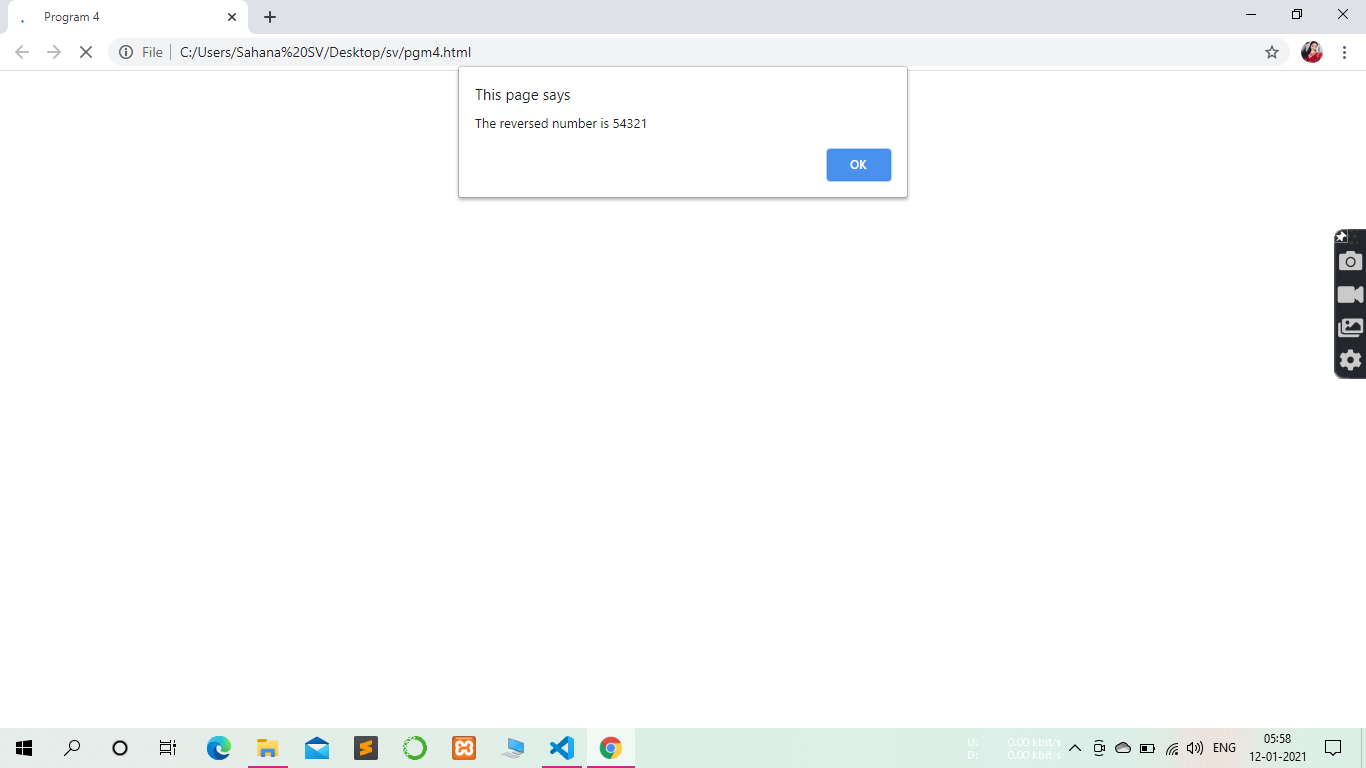 Program 4
File
C:/Users/Sahana%20SV/Desktop/sv/pgm4.html
This page says
The reversed number is 54321
OK
U: 0.00 kbit/s
D: 0.00 kbit/s
ENG
05:58
12-01-2021